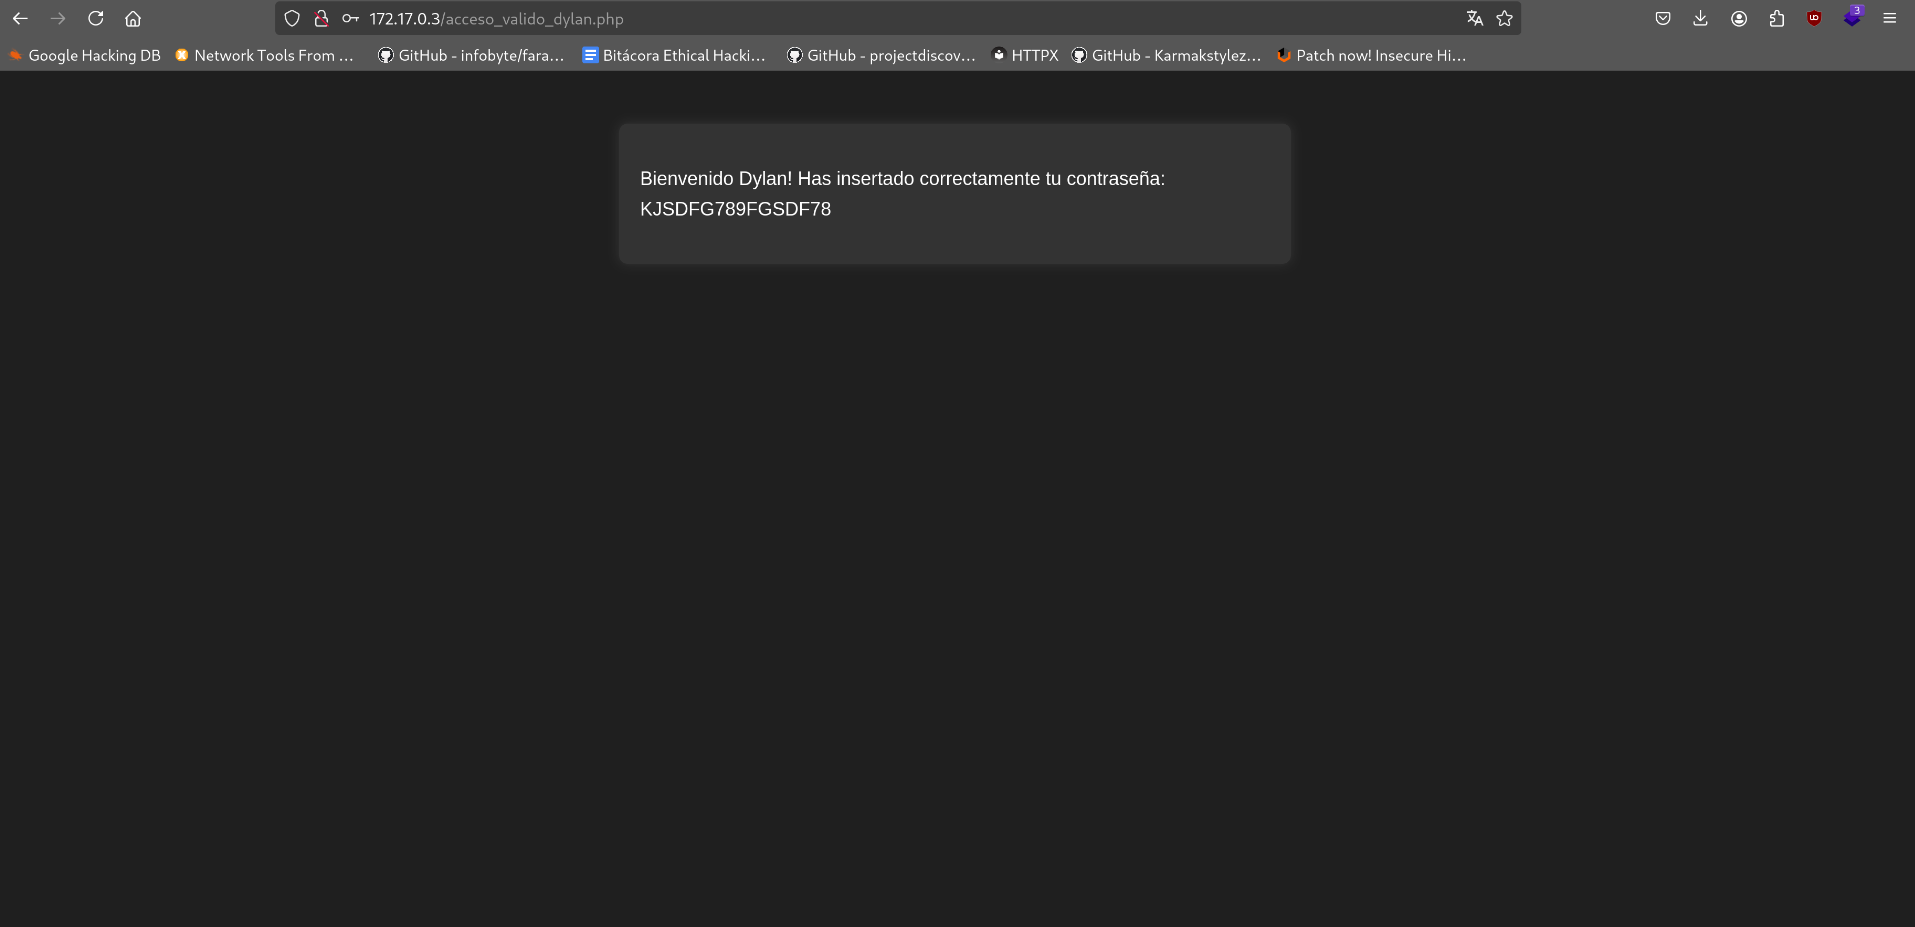 172.17.0.3/acceso_valido_dylan.php
3
Google Hacking DB Network Tools From ... GitHub - infobyte/fara... Bitácora Ethical Hacki... GitHub - projectdiscov... HTTPX GitHub - Karmakstylez... Patch now! Insecure Hi...
Bienvenido Dylan! Has insertado correctamente tu contraseña:
KJSDFG789FGSDF78